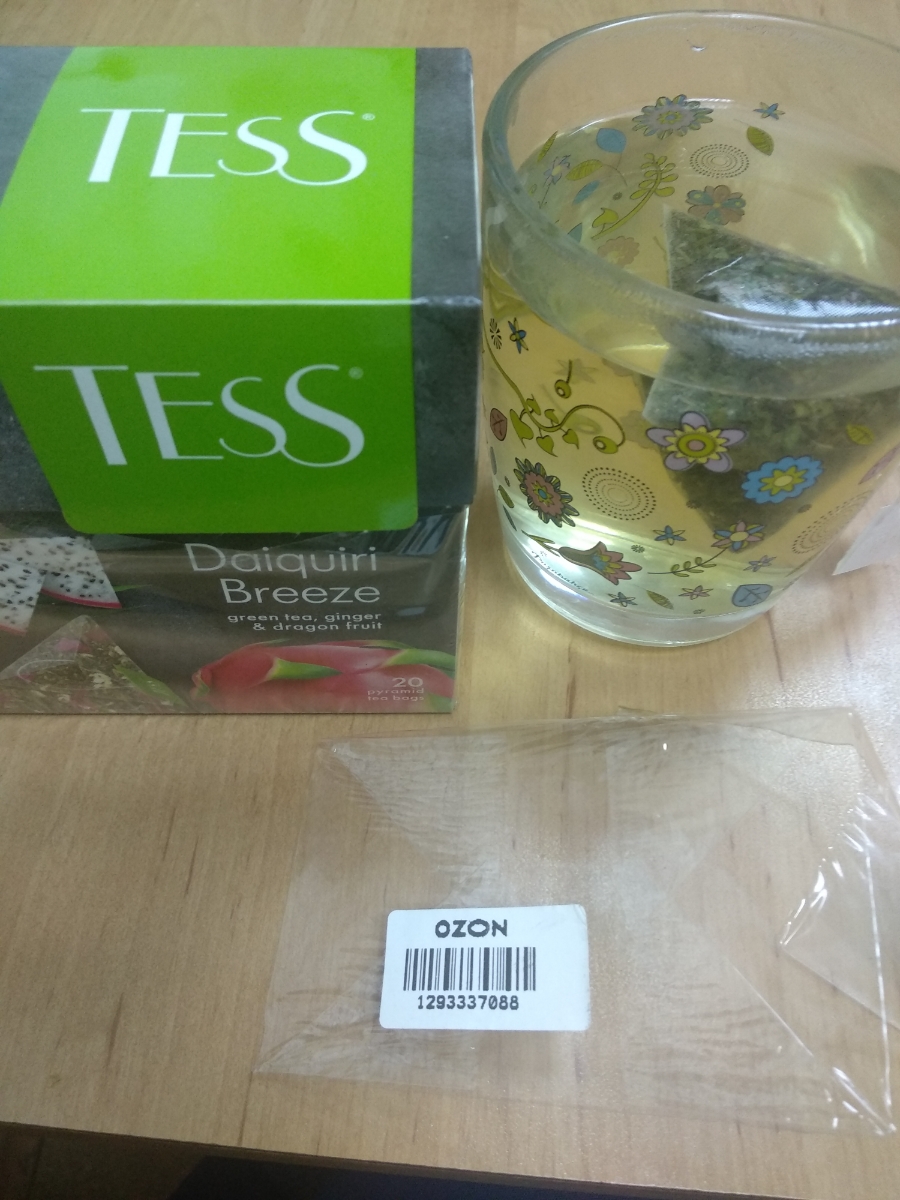 TESS®
TESS®
Daiquiri
Breeze
green tea, ginger
& dragon fruit
20
pyramid
tea bags
OZON
1293337088